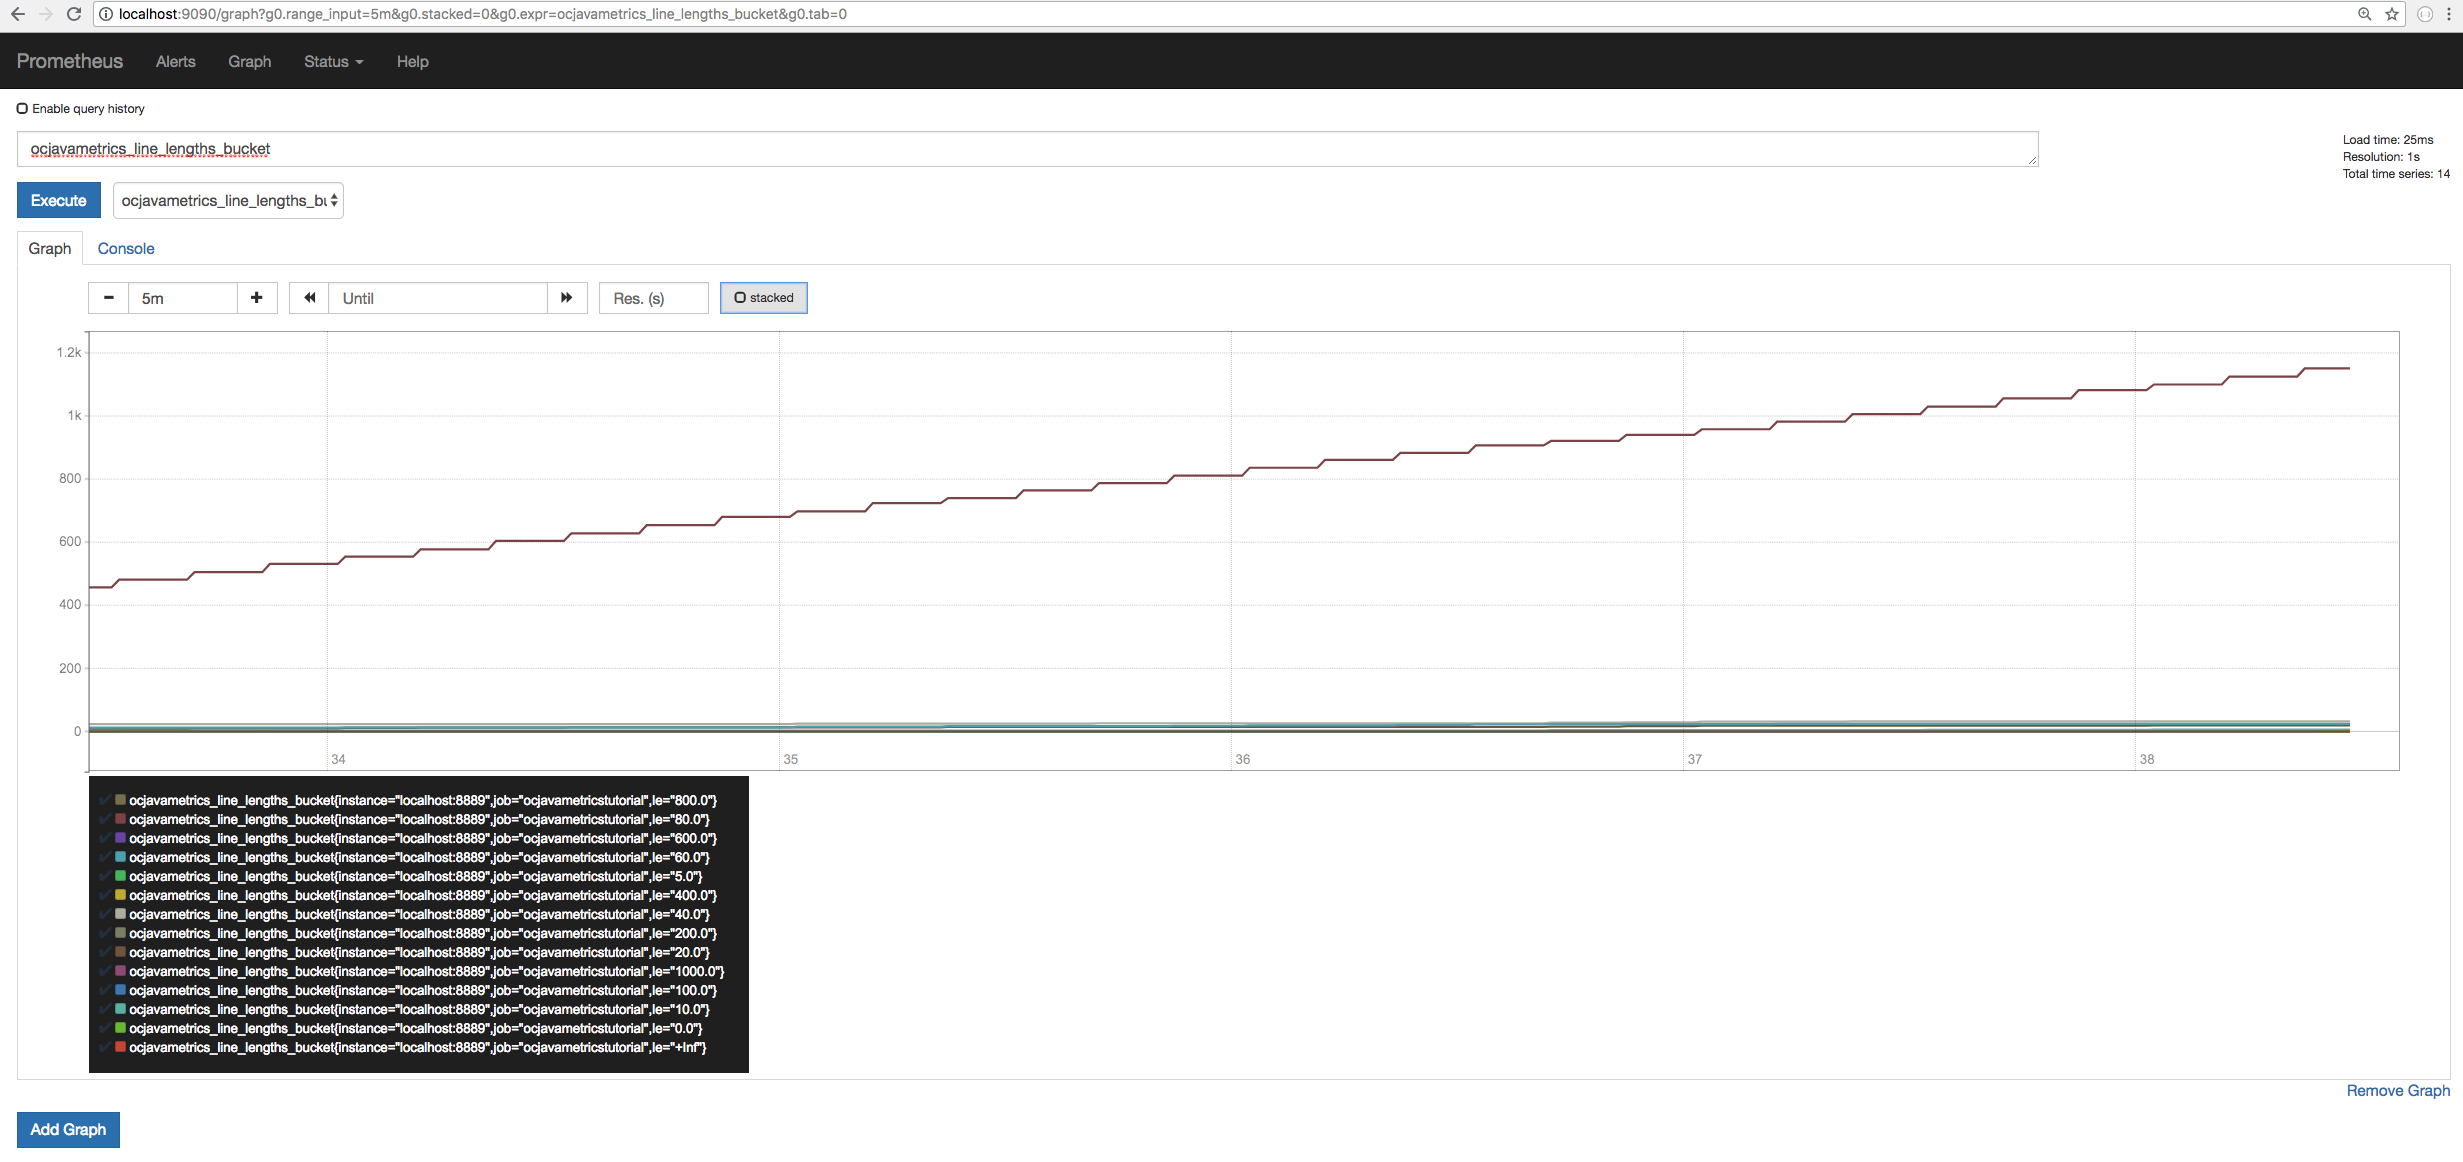 localhost:9090/graph?g0.range_input=5m&g0.stacked=0&g0.expr=ocjavametrics_line_lengths_bucket&g0.tab=0
Prometheus Alerts Graph Status Help
Enable query history
ocjavametrics_line_lengths_bucket
Load time: 25ms
Resolution: 1s
Total time series: 14
Execute ocjavametrics_line_lengths_bu
Graph Console
5m Until Res. (s) stacked
1.2k
1k
800
600
400
200
0
34 35 36 37 38
ocjavametrics_line_lengths_bucket{instance="localhost:8889",job="ocjavametricstutorial",le="800.0"}
ocjavametrics_line_lengths_bucket{instance="localhost:8889",job="ocjavametricstutorial",le="80.0"}
ocjavametrics_line_lengths_bucket{instance="localhost:8889",job="ocjavametricstutorial",le="600.0"}
ocjavametrics_line_lengths_bucket{instance="localhost:8889",job="ocjavametricstutorial",le="60.0"}
ocjavametrics_line_lengths_bucket{instance="localhost:8889",job="ocjavametricstutorial",le="5.0"}
ocjavametrics_line_lengths_bucket{instance="localhost:8889",job="ocjavametricstutorial",le="400.0"}
ocjavametrics_line_lengths_bucket{instance="localhost:8889",job="ocjavametricstutorial",le="40.0"}
ocjavametrics_line_lengths_bucket{instance="localhost:8889",job="ocjavametricstutorial",le="200.0"}
ocjavametrics_line_lengths_bucket{instance="localhost:8889",job="ocjavametricstutorial",le="20.0"}
ocjavametrics_line_lengths_bucket{instance="localhost:8889",job="ocjavametricstutorial",le="1000.0"}
ocjavametrics_line_lengths_bucket{instance="localhost:8889",job="ocjavametricstutorial",le="100.0"}
ocjavametrics_line_lengths_bucket{instance="localhost:8889",job="ocjavametricstutorial",le="10.0"}
ocjavametrics_line_lengths_bucket{instance="localhost:8889",job="ocjavametricstutorial",le="0.0"}
ocjavametrics_line_lengths_bucket{instance="localhost:8889",job="ocjavametricstutorial",le="+Inf"}
Remove Graph
Add Graph